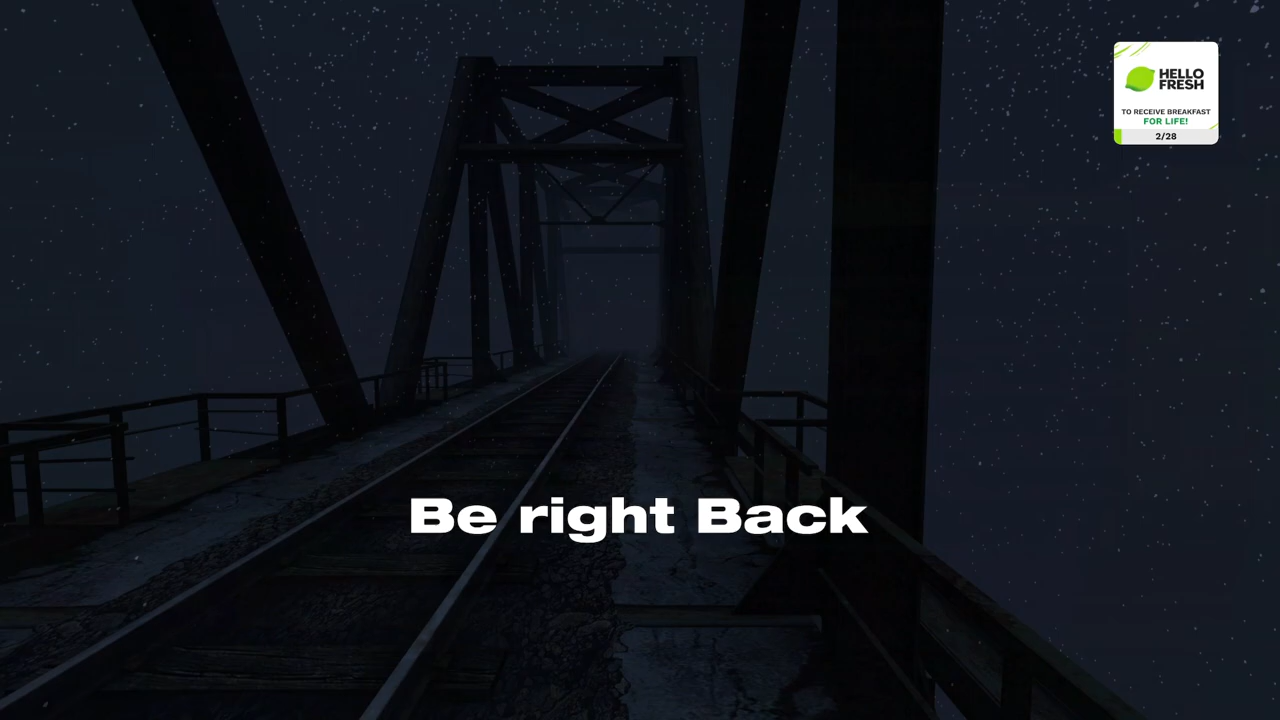 HELLO
FRESH
TO RECEIVE BREAKFAST
FOR LIFE!
2/28
Be right Back